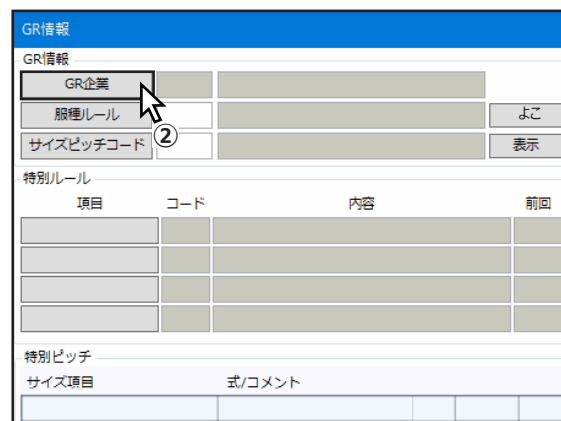 GR情報
GR情報
GR企業
服種ルール よこ
②
サイズピッチコード 表示
特別ルール
項目 コード 内容 前回
特別ピッチ
サイズ項目 式/コメント